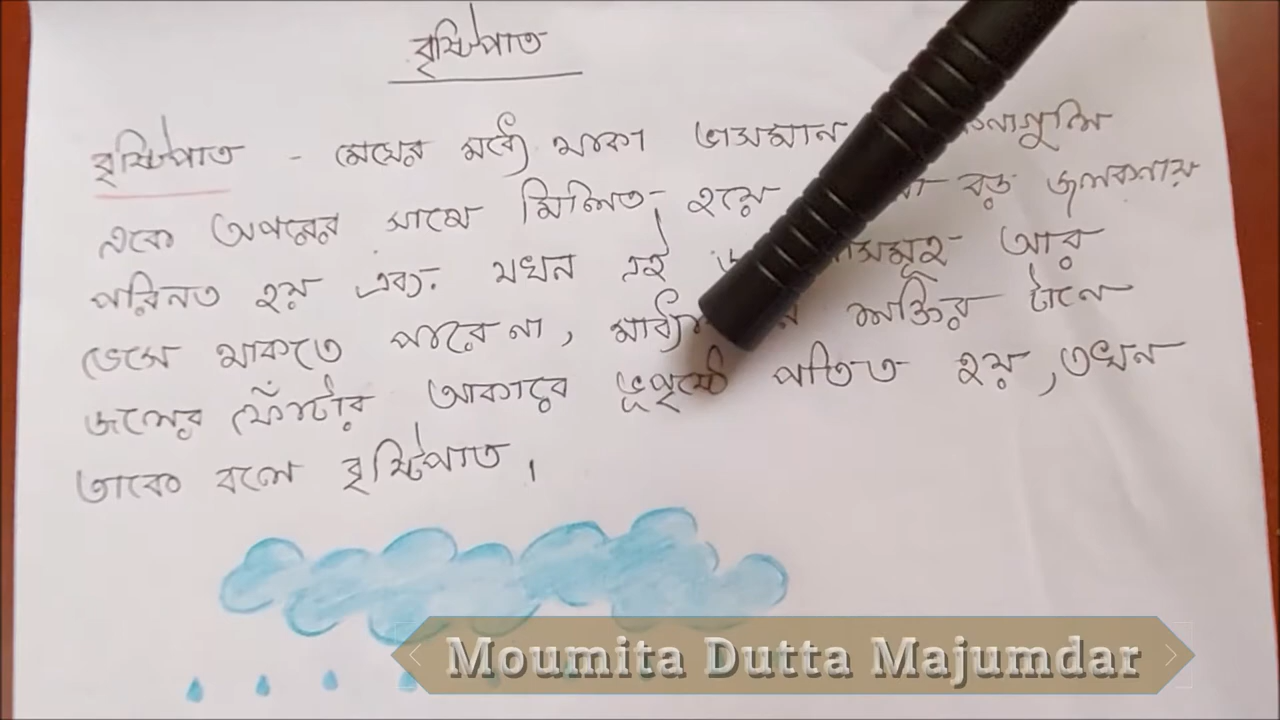 বৃষ্টিপাত
বৃষ্টিপাত - মেঘের মধ্যে থাকা ভাসমান
একে অপরের সাথে মিলিত হয়ে বড় জলকনায়
পরিনত হয় এবং যখন এই আর
ভেসে থাকতে পারে না, শক্তির টানে
জলের ফোঁটার আকারে ভূপৃষ্ঠে পতিত হয়, তখন
তাকে বলে বৃষ্টিপাত।
Moumita Dutta Majumdar